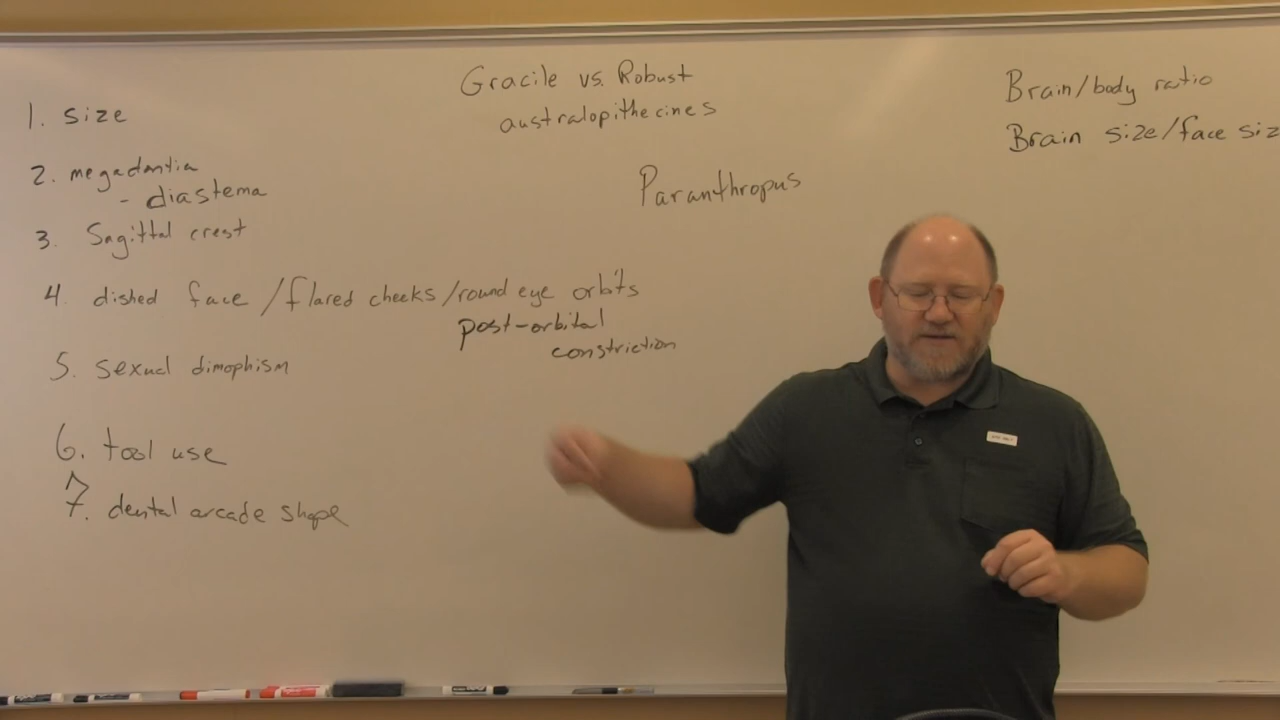 Gracile vs. Robust
australopithecines
Paranthropus
Brain/body ratio
Brain size/face siz
1. size
2. megadontia
- diastema
3. Sagittal crest
4. dished face /flared cheeks/round eye orbits
post-orbital
constriction
5. sexual dimophism
6. tool use
7. dental arcade shape